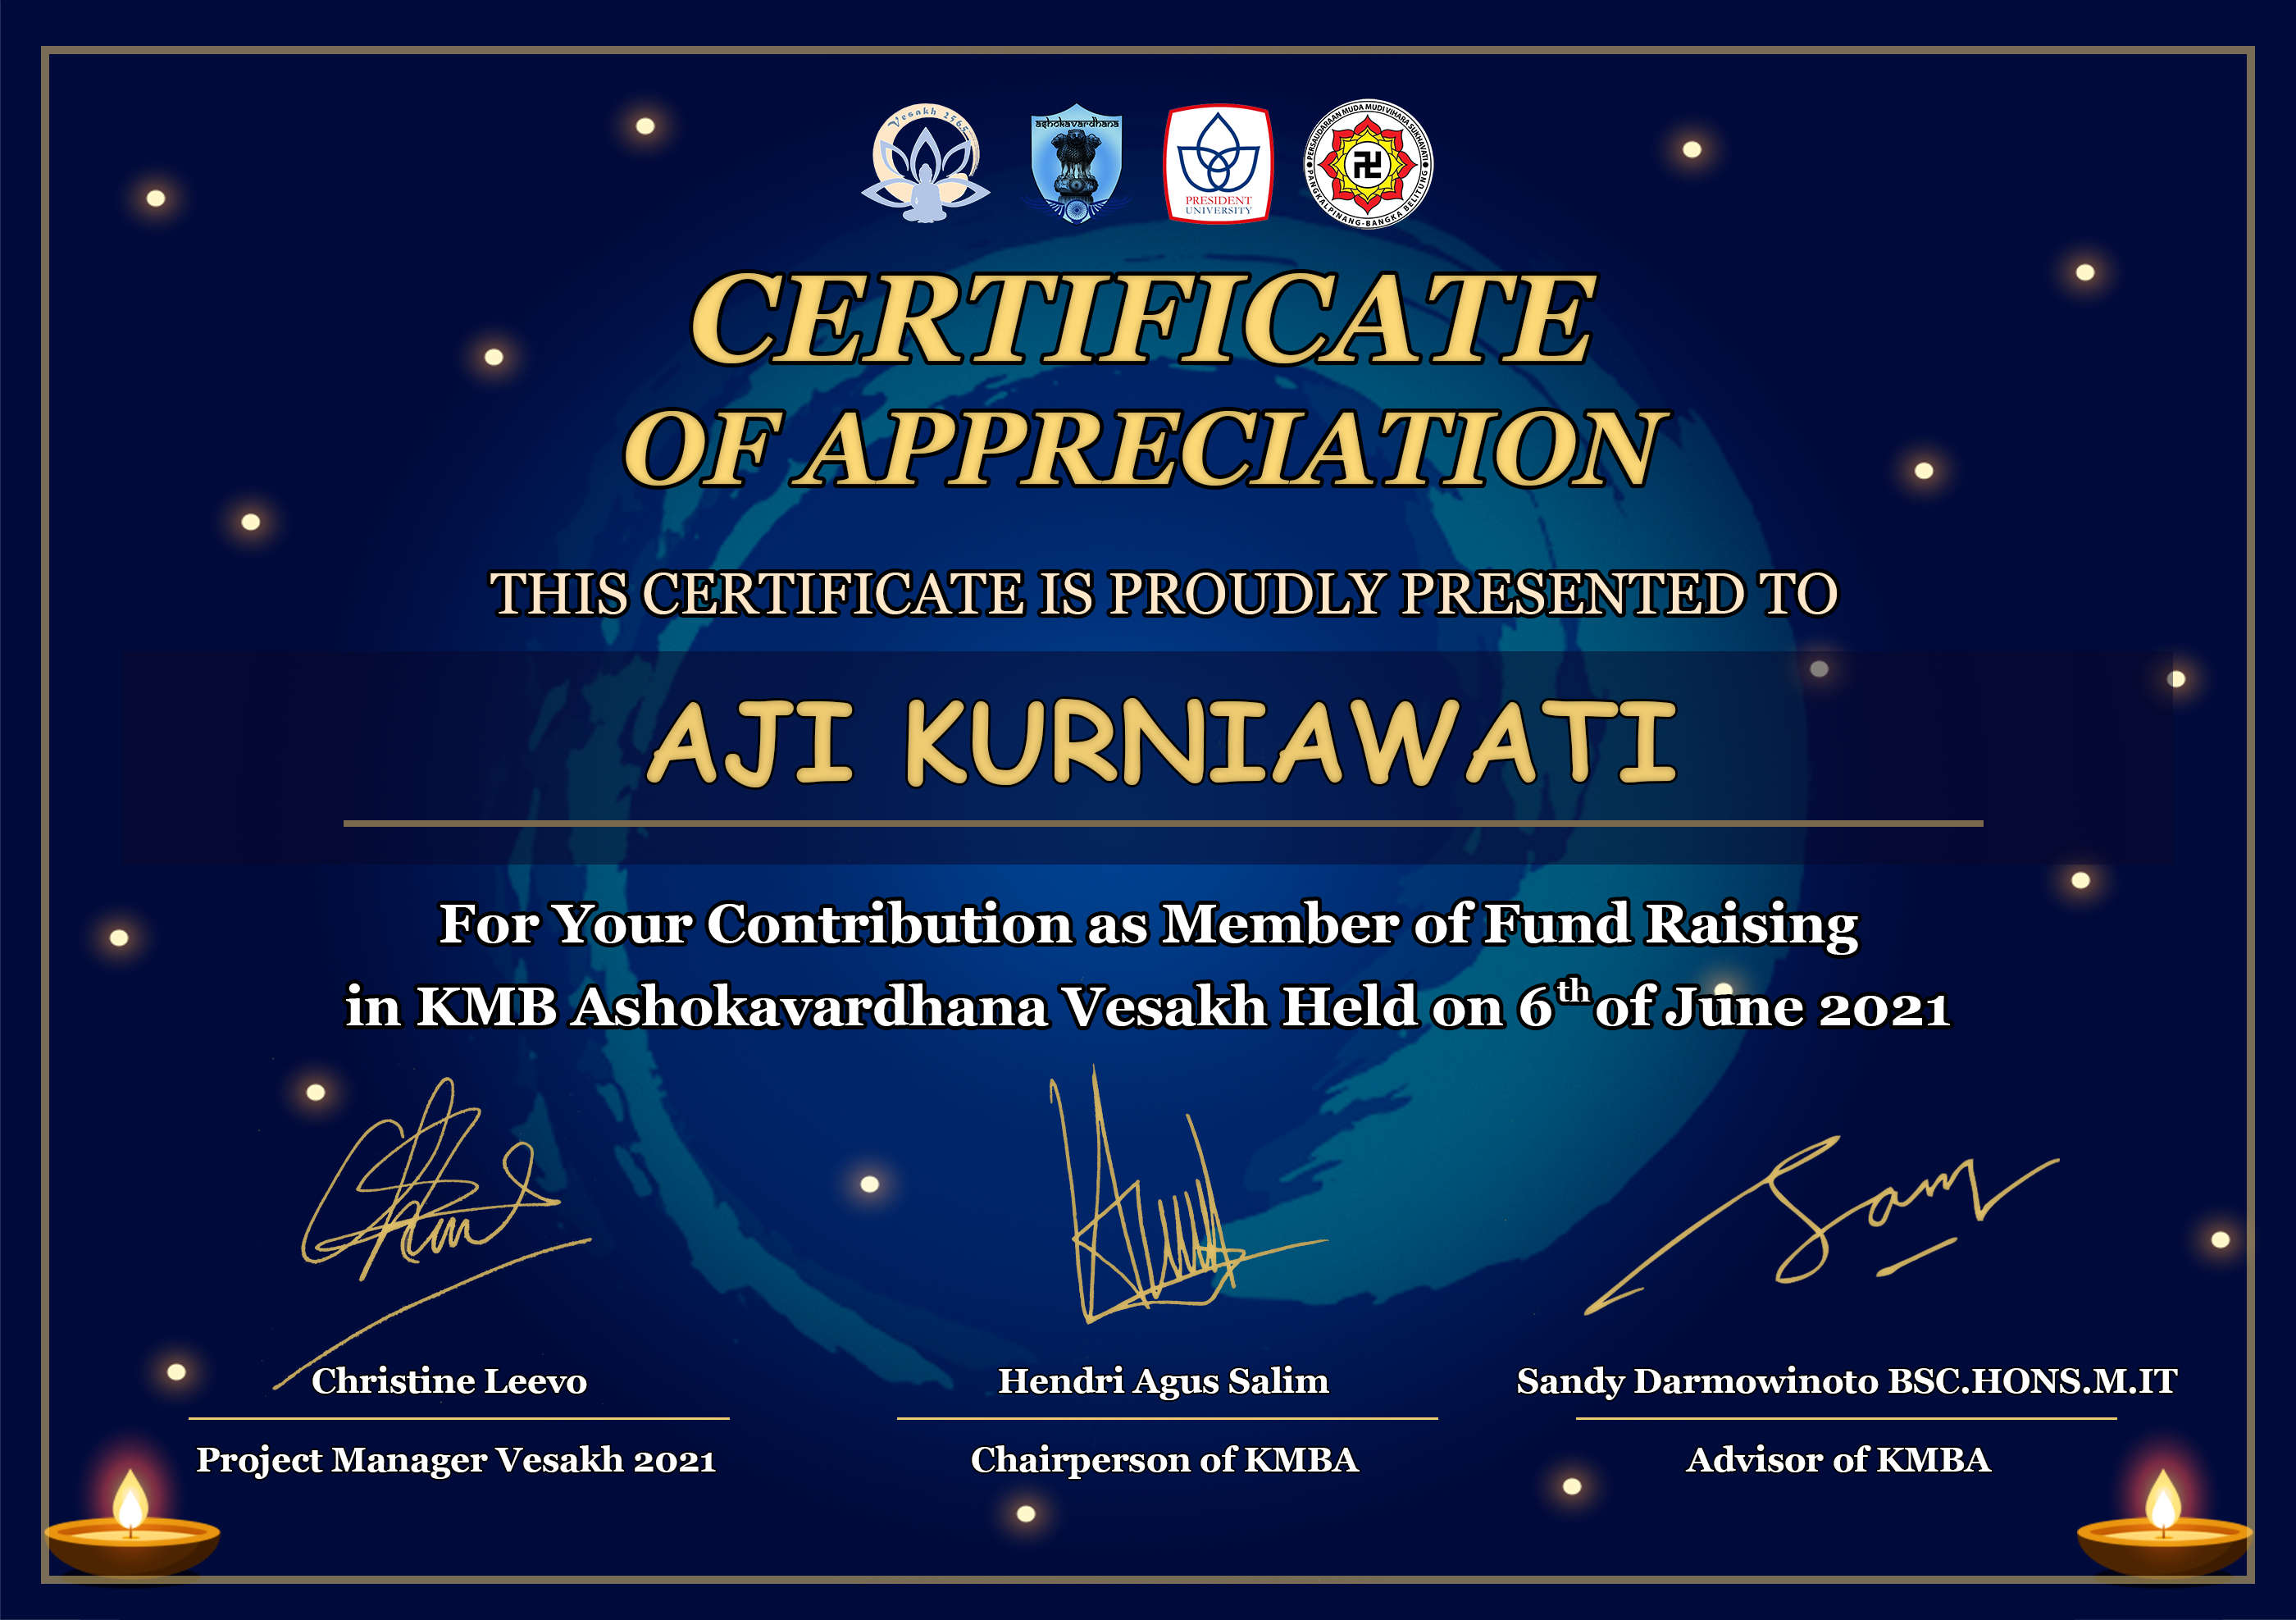 Vesakh 2565
ashokavardhana
PRESIDENT
UNIVERSITY
PERSAUDARAAN MUDA MUDI VIHARA SUKHAVATI
PANGKALPINANG-BANGKA BELITUNG
CERTIFICATE
OF APPRECIATION
THIS CERTIFICATE IS PROUDLY PRESENTED TO
AJI KURNIAWATI
For Your Contribution as Member of Fund Raising
in KMB Ashokavardhana Vesakh Held on 6th of June 2021
Sam
Christine Leevo
Hendri Agus Salim
Sandy Darmowinoto BSC.HONS.M.IT
Project Manager Vesakh 2021
Chairperson of KMBA
Advisor of KMBA